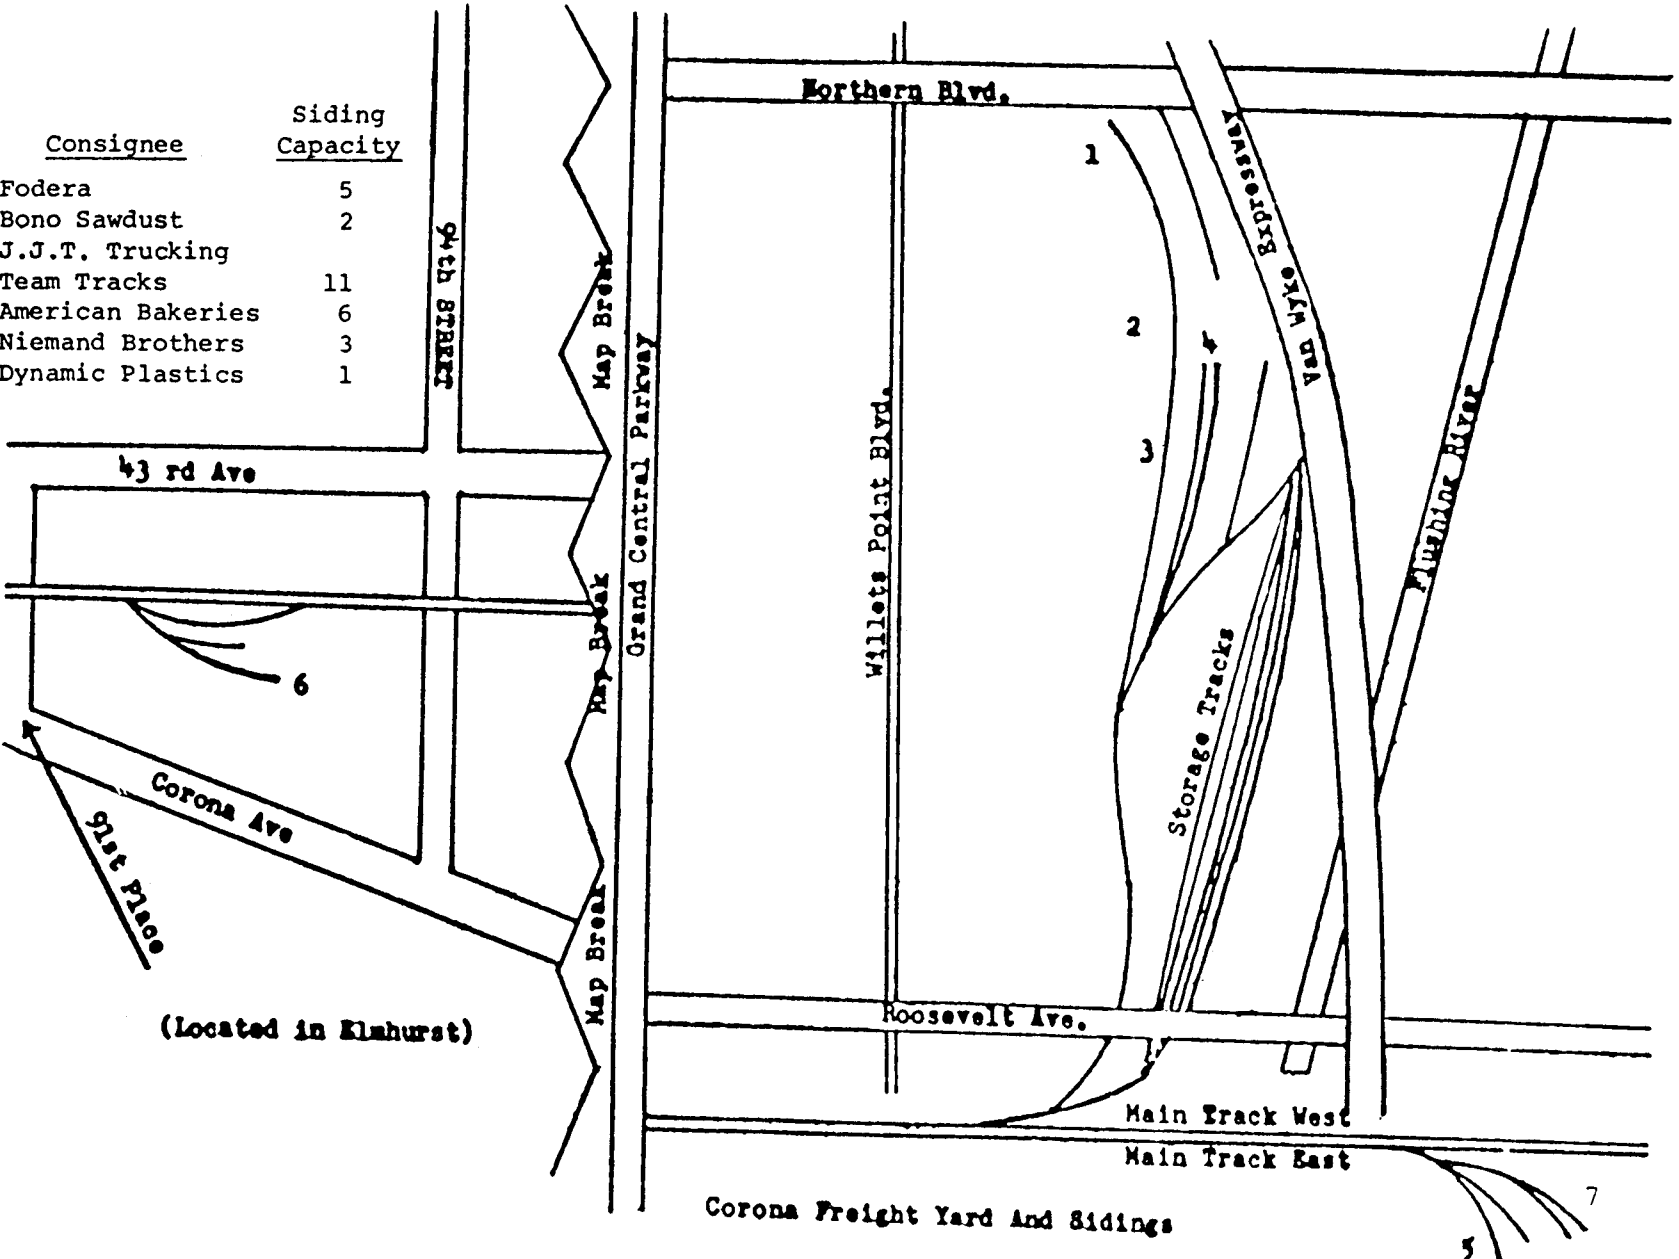 Siding
Consignee Capacity
Fodera 5
Bono Sawdust 2
J.J.T. Trucking
Team Tracks 11
American Bakeries 6
Niemand Brothers 3
Dynamic Plastics 1
94th STREET
Map Break
Grand Central Parkway
Northern Blvd.
Willets Point Blvd.
Van Wyke Expressway
Flushing River
1
2
3
4
43 rd Ave
6
Map Break
Storage Tracks
Corona Ave
91st Place
Map Break
(Located in Elmhurst)
Roosevelt Ave.
Main Track West
Main Track East
7
5
Corona Freight Yard And Sidings